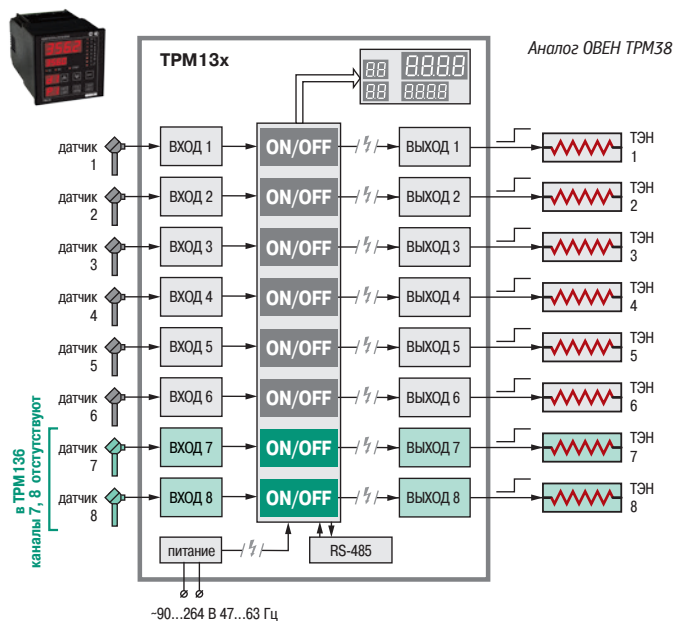 ТРМ13x
Аналог ОВЕН ТРМ38
датчик 1
ВХОД 1
ON/OFF
ВЫХОД 1
ТЭН 1
датчик 2
ВХОД 2
ON/OFF
ВЫХОД 2
ТЭН 2
датчик 3
ВХОД 3
ON/OFF
ВЫХОД 3
ТЭН 3
датчик 4
ВХОД 4
ON/OFF
ВЫХОД 4
ТЭН 4
датчик 5
ВХОД 5
ON/OFF
ВЫХОД 5
ТЭН 5
датчик 6
ВХОД 6
ON/OFF
ВЫХОД 6
ТЭН 6
в ТРМ136
каналы 7, 8 отсутствуют
датчик 7
ВХОД 7
ON/OFF
ВЫХОД 7
ТЭН 7
датчик 8
ВХОД 8
ON/OFF
ВЫХОД 8
ТЭН 8
питание
RS-485
~90...264 В 47...63 Гц